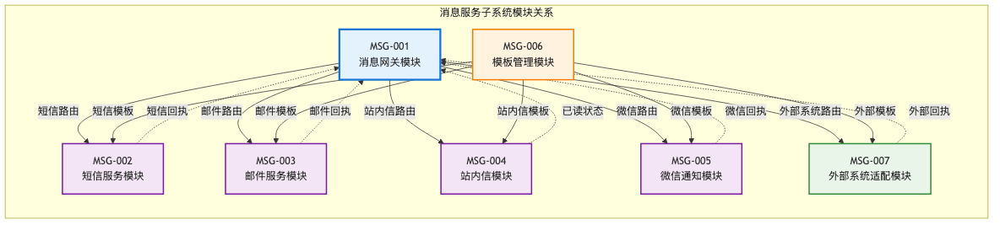 消息服务子系统模块关系
MSG-001
消息网关模块
MSG-006
模板管理模块
短信路由
短信模板
短信回执
邮件路由
邮件模板
邮件回执
站内信路由
站内信模板
已读状态
微信路由
微信模板
微信回执
外部系统路由
外部模板
外部回执
MSG-002
短信服务模块
MSG-003
邮件服务模块
MSG-004
站内信模块
MSG-005
微信通知模块
MSG-007
外部系统适配模块